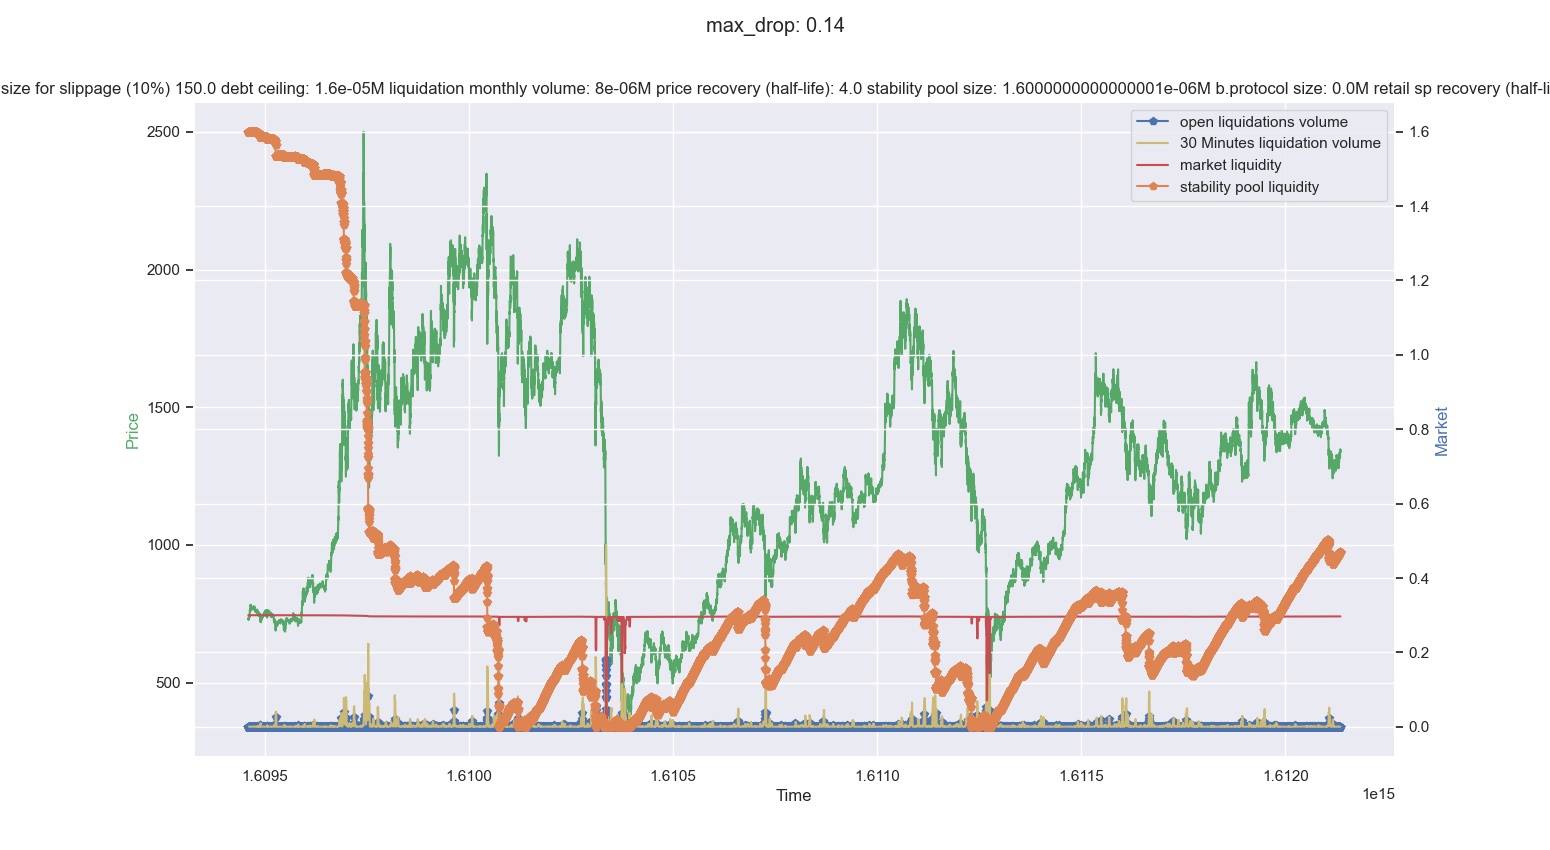 max_drop: 0.14
size for slippage (10%) 150.0 debt ceiling: 1.6e-05M liquidation monthly volume: 8e-06M price recovery (half-life): 4.0 stability pool size: 1.6000000000000001e-06M b.protocol size: 0.0M retail sp recovery (half-li
open liquidations volume
30 Minutes liquidation volume
market liquidity
stability pool liquidity
2500
2000
1500
1000
500
Price
1.6
1.4
1.2
1.0
0.8
0.6
0.4
0.2
0.0
Market
1.6095 1.6100 1.6105 1.6110 1.6115 1.6120
Time
1e15